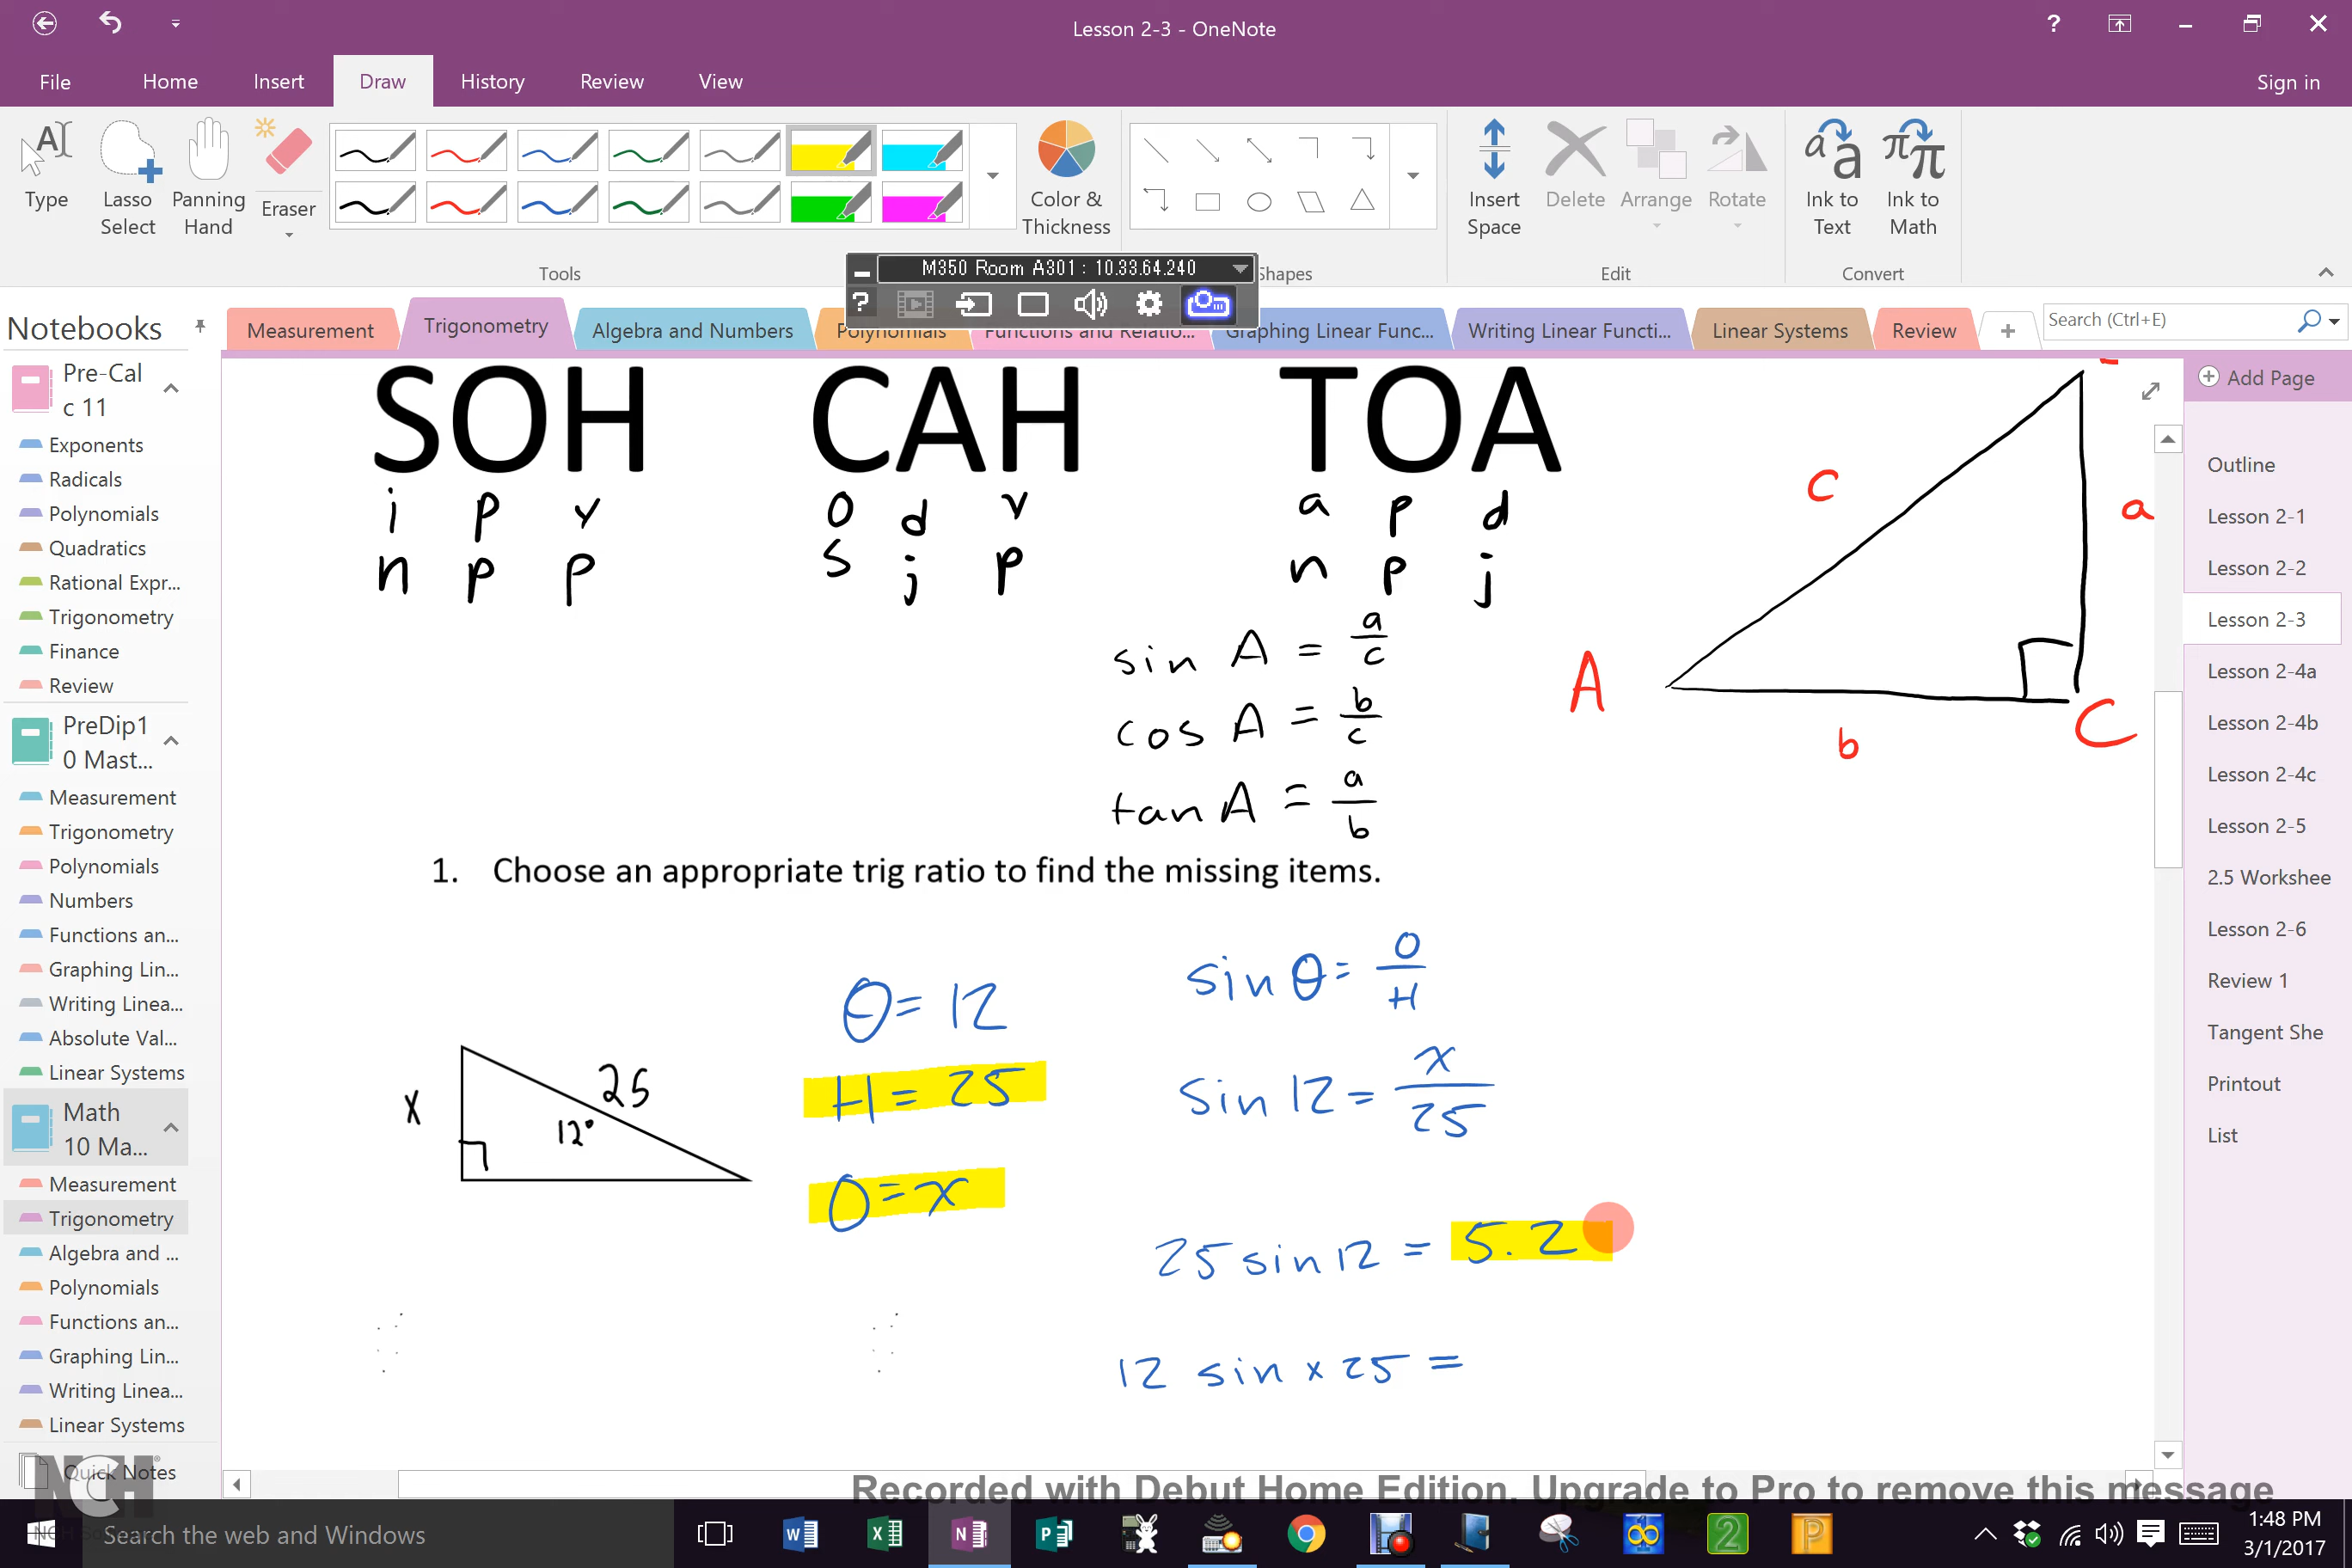 Lesson 2-3 - OneNote
File Home Insert Draw History Review View
Sign in
Type
Lasso Select
Panning Hand
Eraser
Color & Thickness
Insert Space
Delete
Arrange
Rotate
Ink to Text
Ink to Math
Tools
Shapes
Edit
Convert
M350 Room A301 : 10.33.64.240
Notebooks
Measurement Trigonometry Algebra and Numbers Polynomials Functions and Relatio... Graphing Linear Func... Writing Linear Functi... Linear Systems Review
Search (Ctrl+E)
Pre-Cal
c 11
Exponents
Radicals
Polynomials
Quadratics
Rational Expr...
Trigonometry
Finance
Review
PreDip1
0 Mast...
Measurement
Trigonometry
Polynomials
Numbers
Functions an...
Graphing Lin...
Writing Linea...
Absolute Val...
Linear Systems
Math
10 Ma...
Measurement
Trigonometry
Algebra and ...
Polynomials
Functions an...
Graphing Lin...
Writing Linea...
Linear Systems
Quick Notes
SOH CAH TOA
i p y o d y a p d
n p p s j p n p j
sin A = a/c
cos A = b/c
tan A = a/b
c
a
A
b
C
1. Choose an appropriate trig ratio to find the missing items.
x
25
12°
θ = 12
H = 25
O = x
sin θ = O/H
sin 12 = x/25
25 sin 12 = 5.2
12 sin x 25 =
Add Page
Outline
Lesson 2-1
Lesson 2-2
Lesson 2-3
Lesson 2-4a
Lesson 2-4b
Lesson 2-4c
Lesson 2-5
2.5 Workshee
Lesson 2-6
Review 1
Tangent She
Printout
List
NCH
Recorded with Debut Home Edition. Upgrade to Pro to remove this message
Search the web and Windows
1:48 PM
3/1/2017